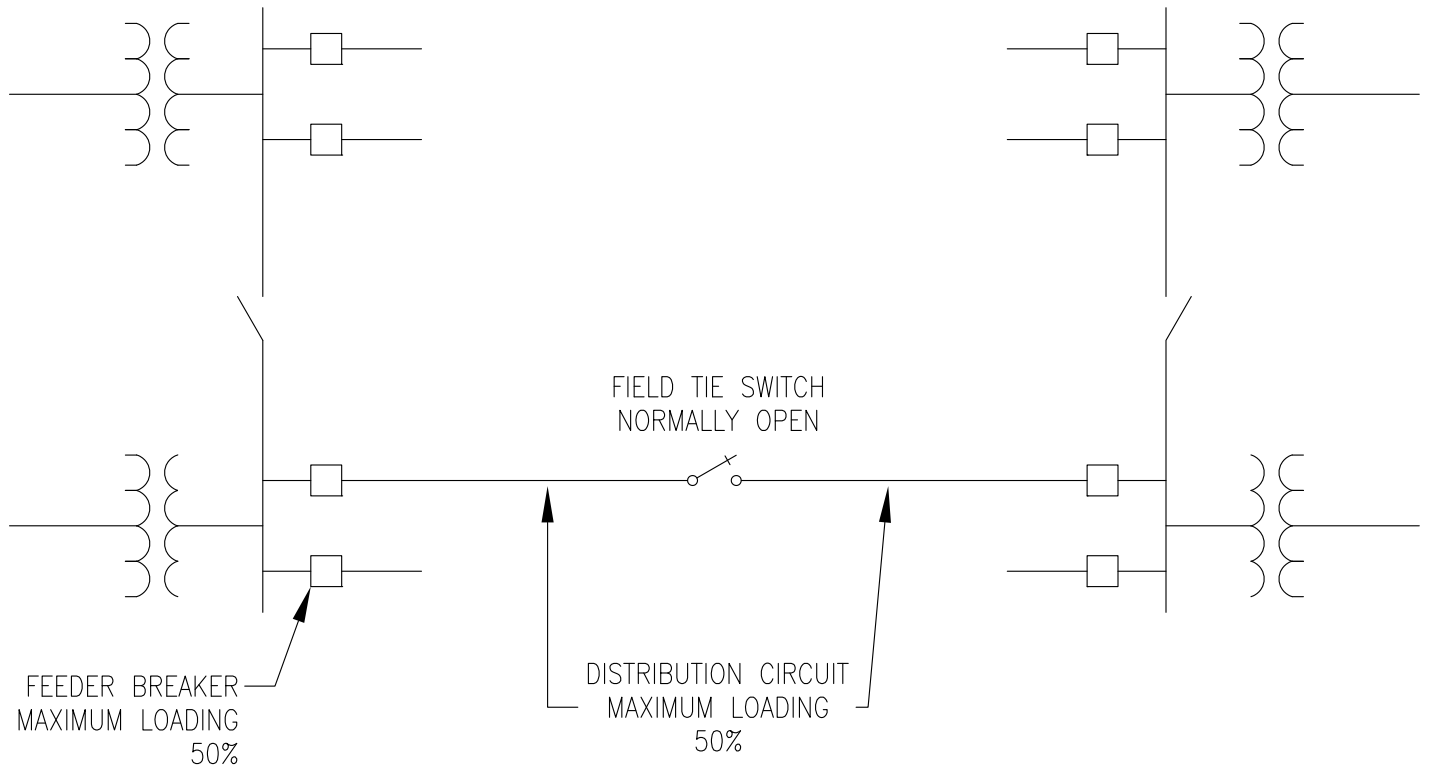 FIELD TIE SWITCH
NORMALLY OPEN
FEEDER BREAKER
MAXIMUM LOADING
50%
DISTRIBUTION CIRCUIT
MAXIMUM LOADING
50%